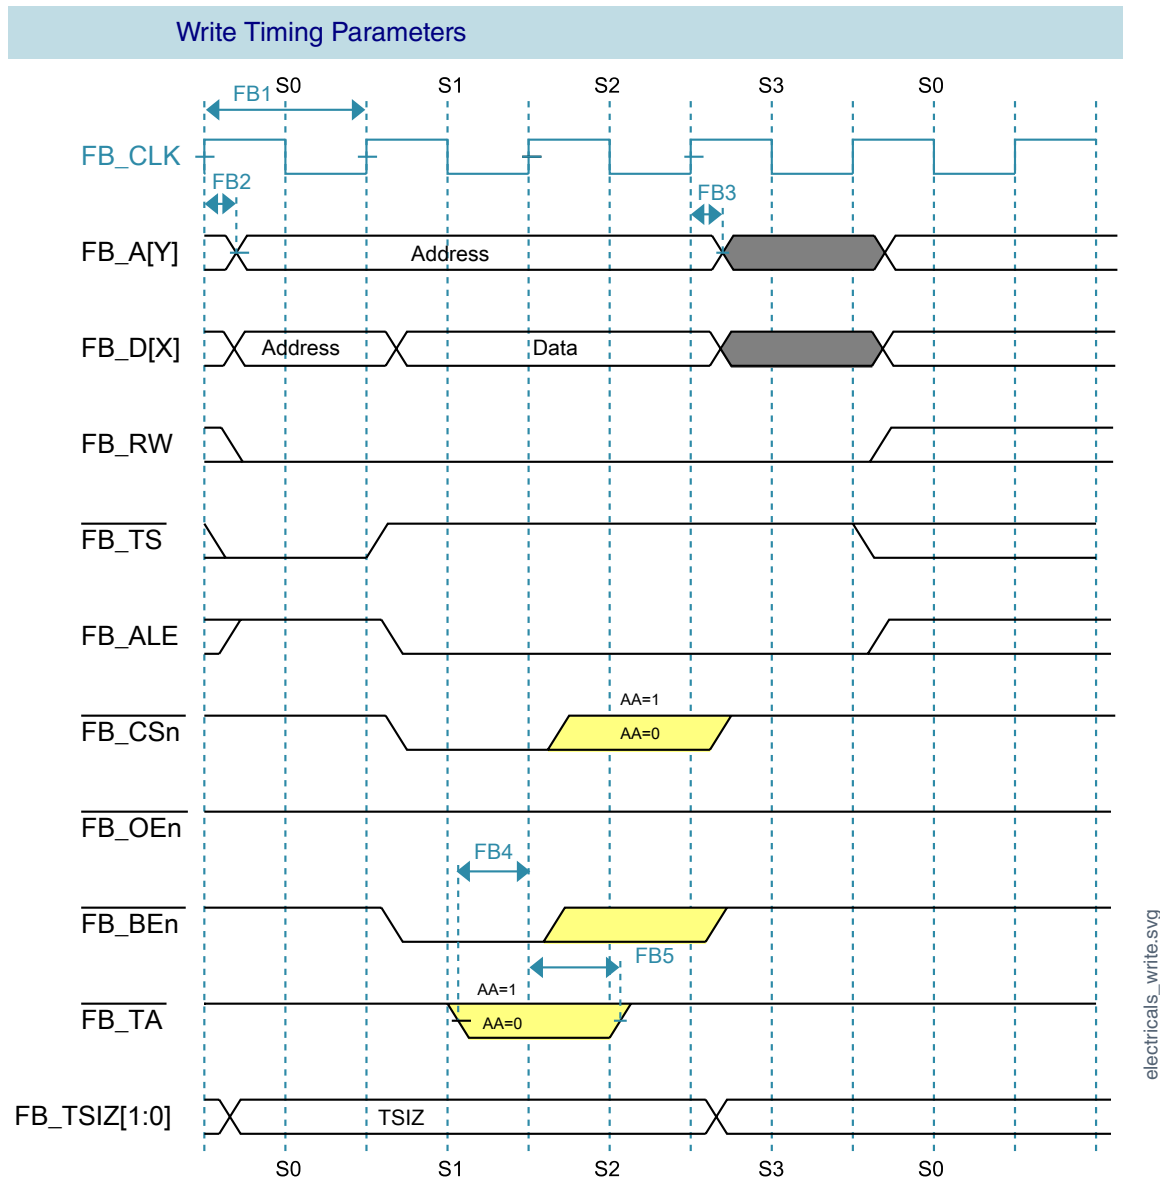 Write Timing Parameters
S0 S1 S2 S3 S0
FB1
FB_CLK
FB2
FB3
FB_A[Y]
Address
FB_D[X]
Address Data
FB_RW
FB_TS
FB_ALE
AA=1
FB_CSn
AA=0
FB_OEn
FB4
FB_BEn
FB5
AA=1
FB_TA
AA=0
FB_TSIZ[1:0]
TSIZ
S0 S1 S2 S3 S0
electricals_write.svg